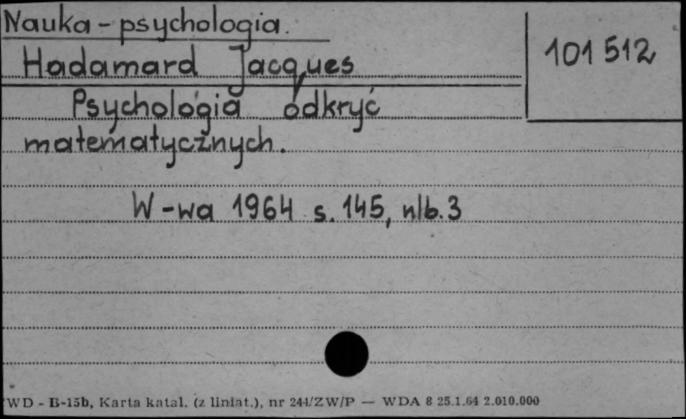 Nauka - psychologia.
101 512
Hadamard Jacques
Psychologia odkryć
matematycznych.
W-wa 1964 s. 145, nlb. 3
WD - B-15b, Karta katal. (z liniat.), nr 244/ZW/P — WDA 8 25.1.64 2.010.000